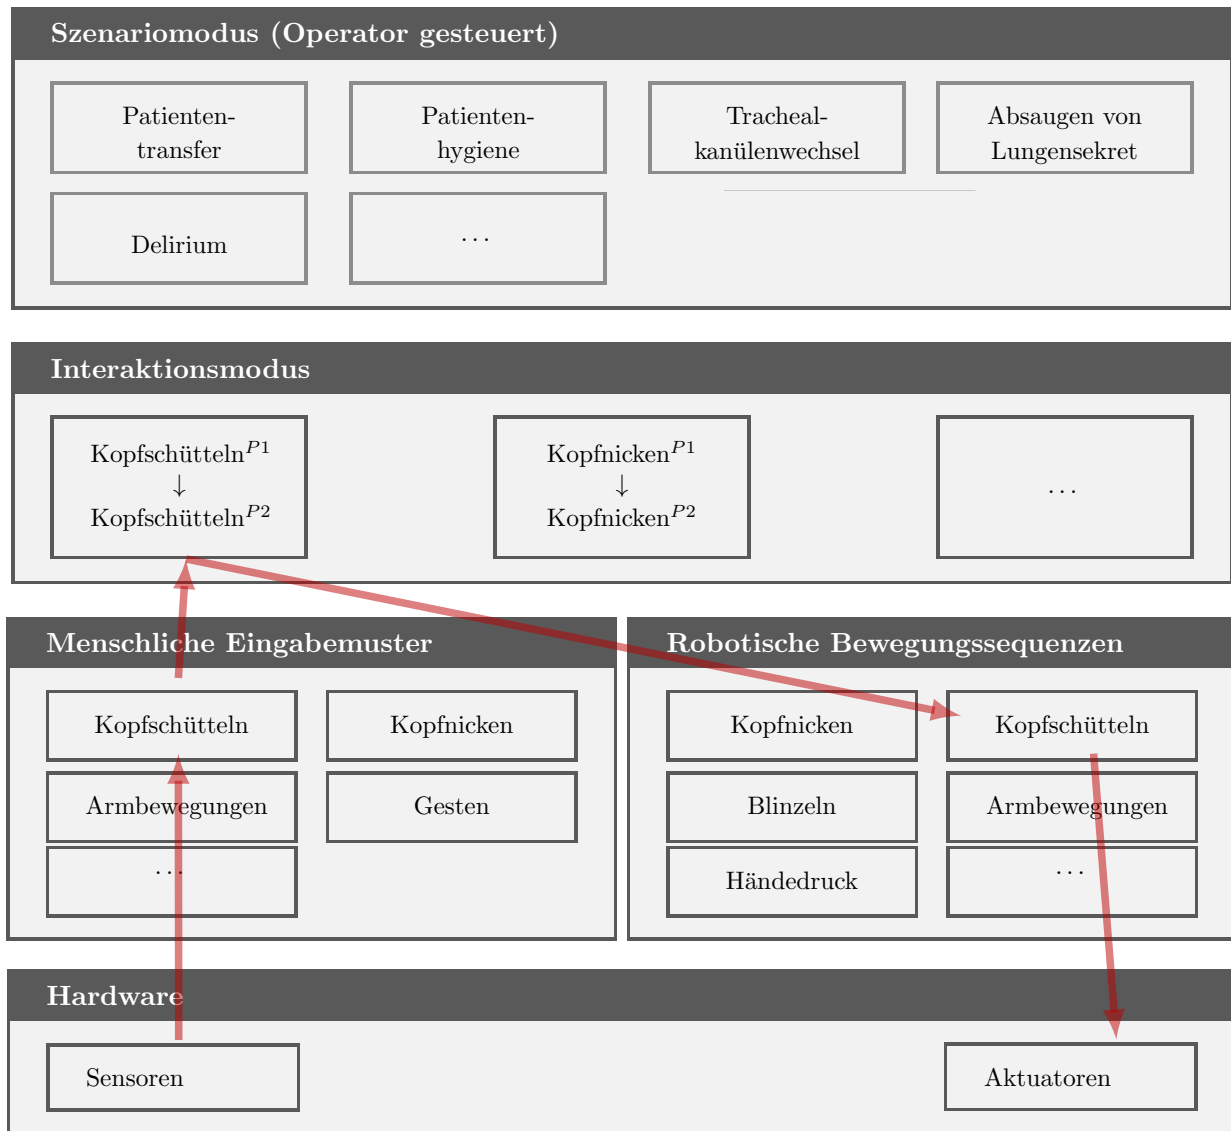 Szenariomodus (Operator gesteuert)
Patienten-
transfer
Patienten-
hygiene
Tracheal-
kanülenwechsel
Absaugen von
Lungensekret
Delirium
...
Interaktionsmodus
Kopfschütteln^P1
↓
Kopfschütteln^P2
Kopfnicken^P1
↓
Kopfnicken^P2
...
Menschliche Eingabemuster
Kopfschütteln
Kopfnicken
Armbewegungen
Gesten
...
Robotische Bewegungssequenzen
Kopfnicken
Kopfschütteln
Blinzeln
Armbewegungen
Händedruck
...
Hardware
Sensoren
Aktuatoren